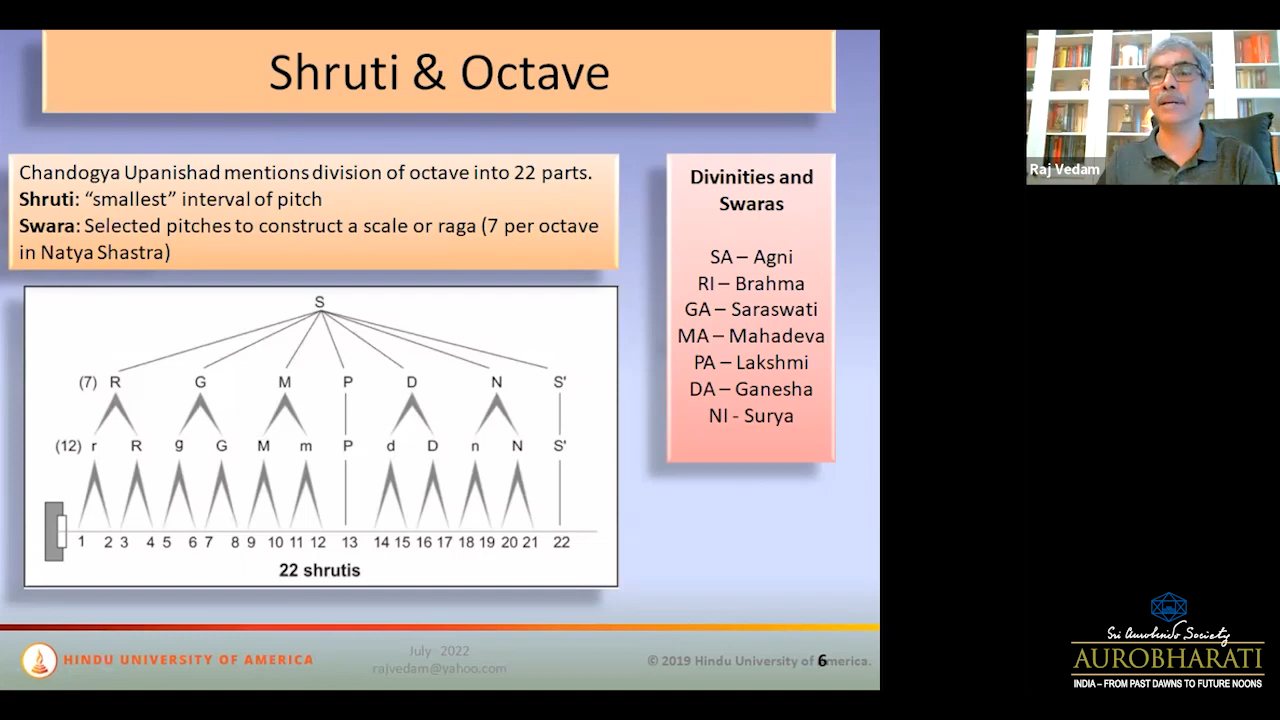 Shruti & Octave
Chandogya Upanishad mentions division of octave into 22 parts.
Shruti: “smallest” interval of pitch
Swara: Selected pitches to construct a scale or raga (7 per octave
in Natya Shastra)
S
(7) R G M P D N S'
(12) r R g G M m P d D n N S'
1 2 3 4 5 6 7 8 9 10 11 12 13 14 15 16 17 18 19 20 21 22
22 shrutis
Divinities and
Swaras
SA – Agni
RI – Brahma
GA – Saraswati
MA – Mahadeva
PA – Lakshmi
DA – Ganesha
NI - Surya
HINDU UNIVERSITY OF AMERICA
July 2022
rajvedam@yahoo.com
© 2019 Hindu University of America.
6
Raj Vedam
Sri Aurobindo Society
AUROBHARATI
INDIA – FROM PAST DAWNS TO FUTURE NOONS